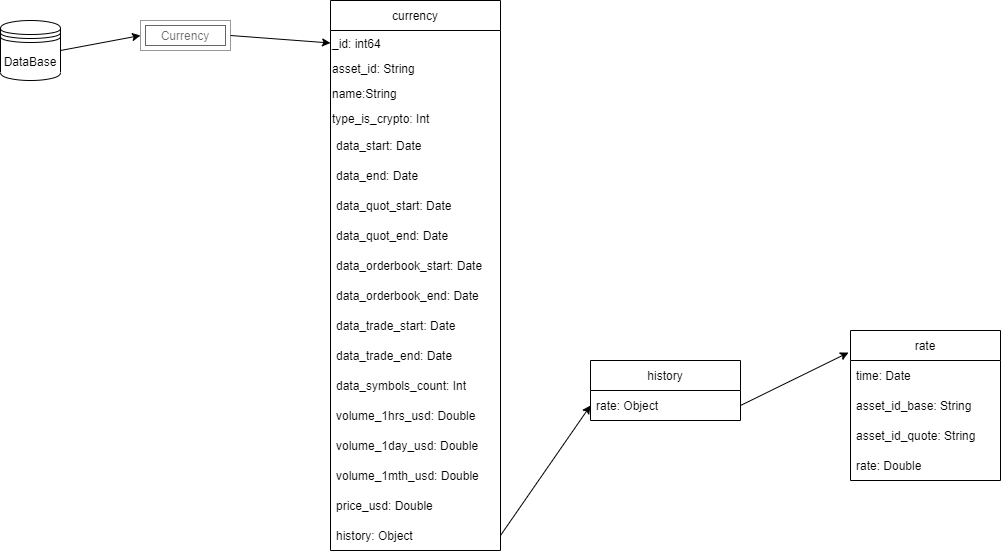 DataBase
Currency
currency
_id: int64
asset_id: String
name:String
type_is_crypto: Int
data_start: Date
data_end: Date
data_quot_start: Date
data_quot_end: Date
data_orderbook_start: Date
data_orderbook_end: Date
data_trade_start: Date
data_trade_end: Date
data_symbols_count: Int
volume_1hrs_usd: Double
volume_1day_usd: Double
volume_1mth_usd: Double
price_usd: Double
history: Object
history
rate: Object
rate
time: Date
asset_id_base: String
asset_id_quote: String
rate: Double